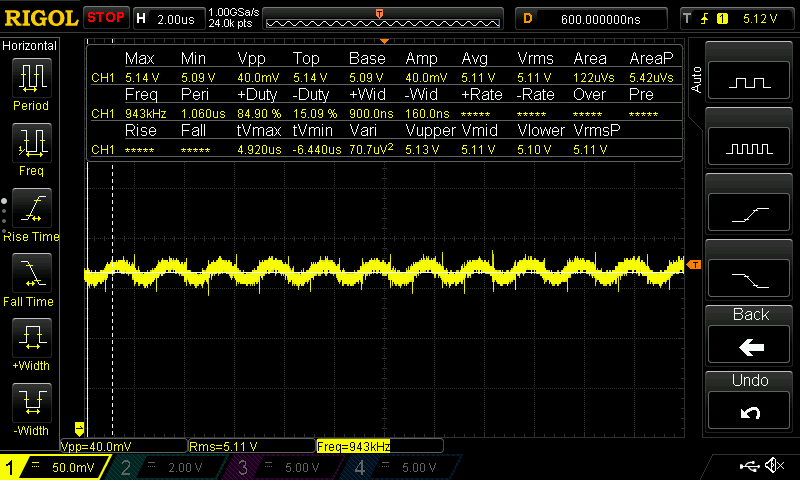 RIGOL STOP H 2.00us 1.00GSa/s 24.0k pts T D 600.000000ns T 1 5.12 V
Horizontal
Period
Freq
Rise Time
Fall Time
+Width
-Width
Max Min Vpp Top Base Amp Avg Vrms Area AreaP
CH1 5.14 V 5.09 V 40.0mV 5.14 V 5.09 V 40.0mV 5.11 V 5.11 V 122uVs 5.42uVs
Freq Peri +Duty -Duty +Wid -Wid +Rate -Rate Over Pre
CH1 943kHz 1.060us 84.90 % 15.09 % 900.0ns 160.0ns ***** ***** ***** *****
Rise Fall tVmax tVmin Vari Vupper Vmid Vlower VrmsP
CH1 ***** ***** 4.920us -6.440us 70.7uV² 5.13 V 5.11 V 5.10 V 5.11 V
T
Auto
Back
Undo
Vpp=40.0mV Rms=5.11 V Freq=943kHz
1 50.0mV 2 2.00 V 3 5.00 V 4 5.00 V